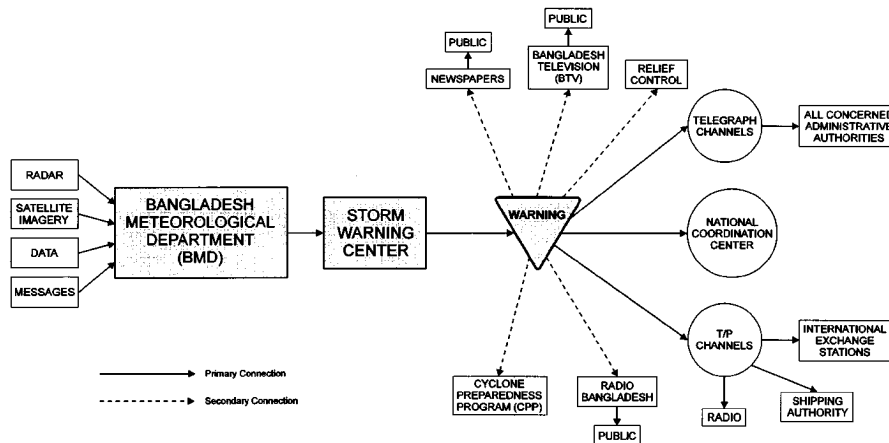 PUBLIC
PUBLIC
NEWSPAPERS
BANGLADESH
TELEVISION
(BTV)
RELIEF
CONTROL
TELEGRAPH
CHANNELS
ALL CONCERNED
ADMINISTRATIVE
AUTHORITIES
RADAR
SATELLITE
IMAGERY
DATA
MESSAGES
BANGLADESH
METEOROLOGICAL
DEPARTMENT
(BMD)
STORM
WARNING
CENTER
WARNING
NATIONAL
COORDINATION
CENTER
T/P
CHANNELS
INTERNATIONAL
EXCHANGE
STATIONS
Primary Connection
Secondary Connection
CYCLONE
PREPAREDNESS
PROGRAM (CPP)
RADIO
BANGLADESH
PUBLIC
RADIO
SHIPPING
AUTHORITY